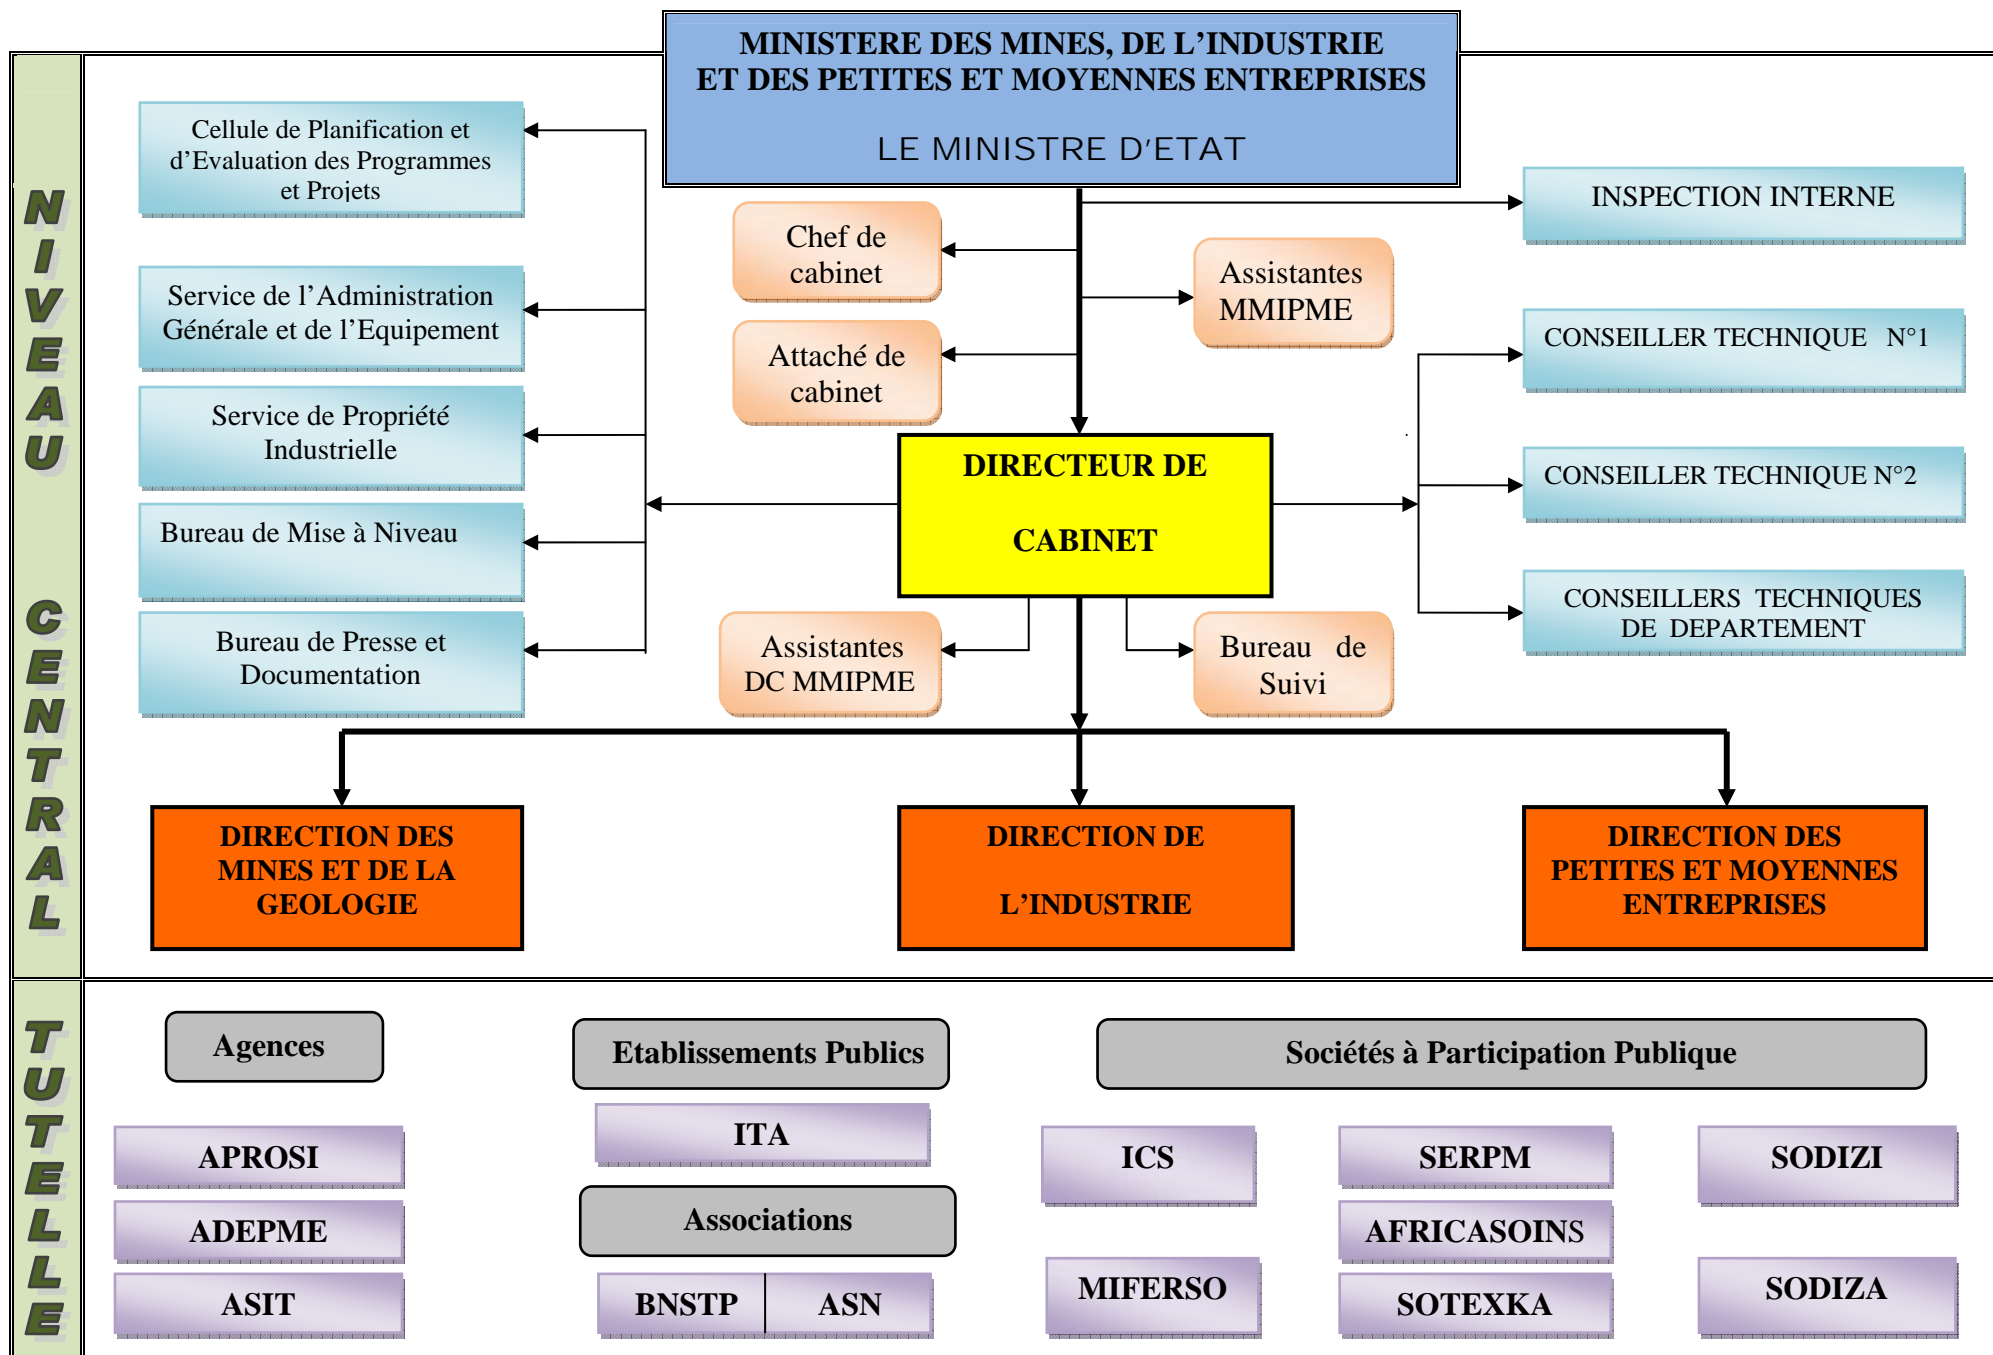 MINISTERE DES MINES, DE L'INDUSTRIE
ET DES PETITES ET MOYENNES ENTREPRISES
LE MINISTRE D'ETAT
NIVEAU CENTRAL
Cellule de Planification et
d'Evaluation des Programmes
et Projets
Service de l'Administration
Générale et de l'Equipement
Service de Propriété
Industrielle
Bureau de Mise à Niveau
Bureau de Presse et
Documentation
Chef de
cabinet
Attaché de
cabinet
Assistantes
MMIPME
INSPECTION INTERNE
CONSEILLER TECHNIQUE N°1
CONSEILLER TECHNIQUE N°2
CONSEILLERS TECHNIQUES
DE DEPARTEMENT
DIRECTEUR DE
CABINET
Assistantes
DC MMIPME
Bureau de
Suivi
DIRECTION DES
MINES ET DE LA
GEOLOGIE
DIRECTION DE
L'INDUSTRIE
DIRECTION DES
PETITES ET MOYENNES
ENTREPRISES
TUTELLE
Agences
APROSI
ADEPME
ASIT
Etablissements Publics
ITA
Associations
BNSTP
ASN
Sociétés à Participation Publique
ICS
SERPM
SODIZI
AFRICASOINS
MIFERSO
SOTEXKA
SODIZA